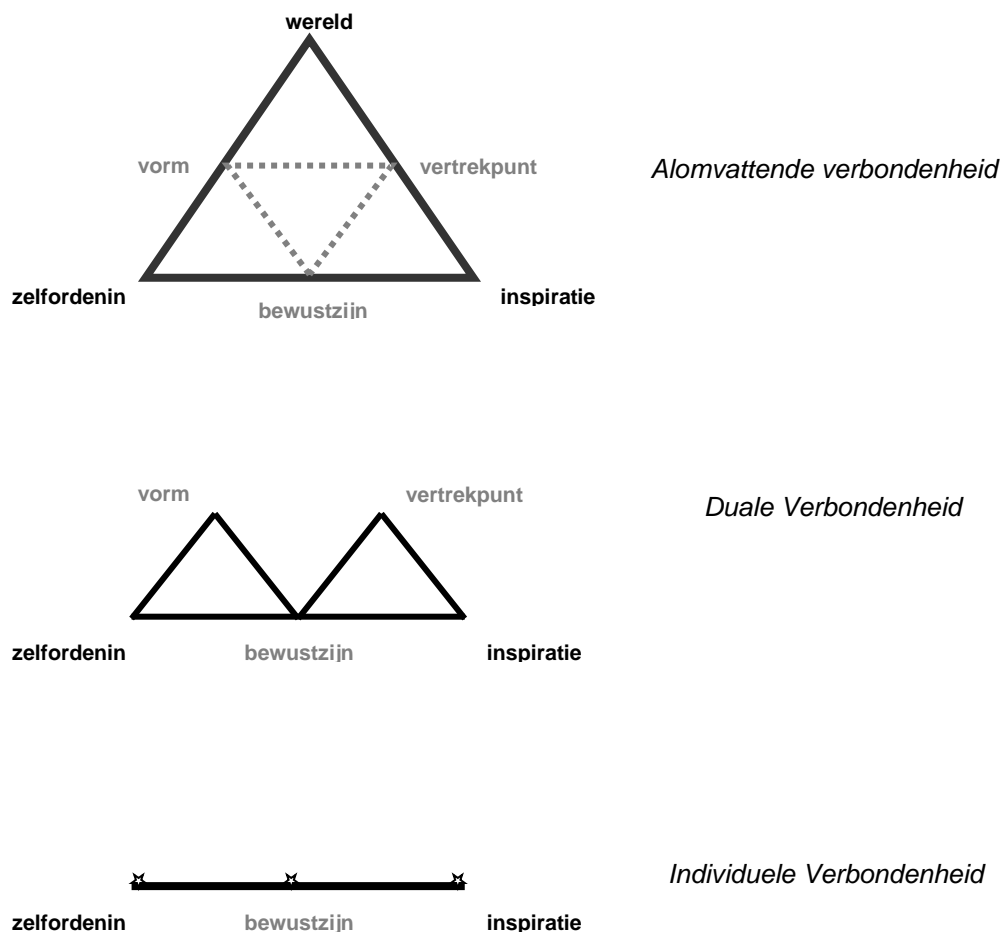 wereld
vorm
vertrekpunt
Alomvattende verbondenheid
zelfordenin
inspiratie
bewustzijn
vorm
vertrekpunt
Duale Verbondenheid
zelfordenin
bewustzijn
inspiratie
Individuele Verbondenheid
zelfordenin
bewustzijn
inspiratie